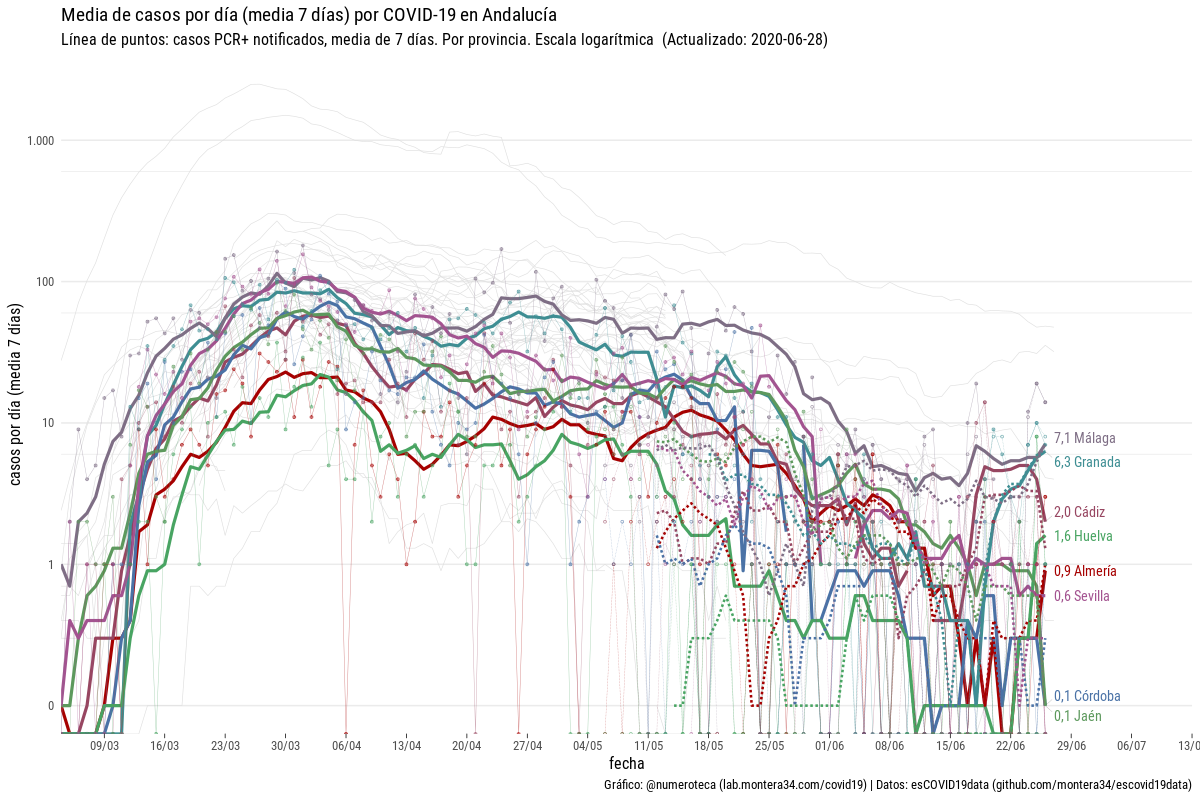 Media de casos por día (media 7 días) por COVID-19 en Andalucía
Línea de puntos: casos PCR+ notificados, media de 7 días. Por provincia. Escala logarítmica  (Actualizado: 2020-06-28)
casos por día (media 7 días)
1.000
100
10
1
0
7,1 Málaga
6,3 Granada
2,0 Cádiz
1,6 Huelva
0,9 Almería
0,6 Sevilla
0,1 Córdoba
0,1 Jaén
09/03 16/03 23/03 30/03 06/04 13/04 20/04 27/04 04/05 11/05 18/05 25/05 01/06 08/06 15/06 22/06 29/06 06/07 13/0
fecha
Gráfico: @numeroteca (lab.montera34.com/covid19) | Datos: esCOVID19data (github.com/montera34/escovid19data)